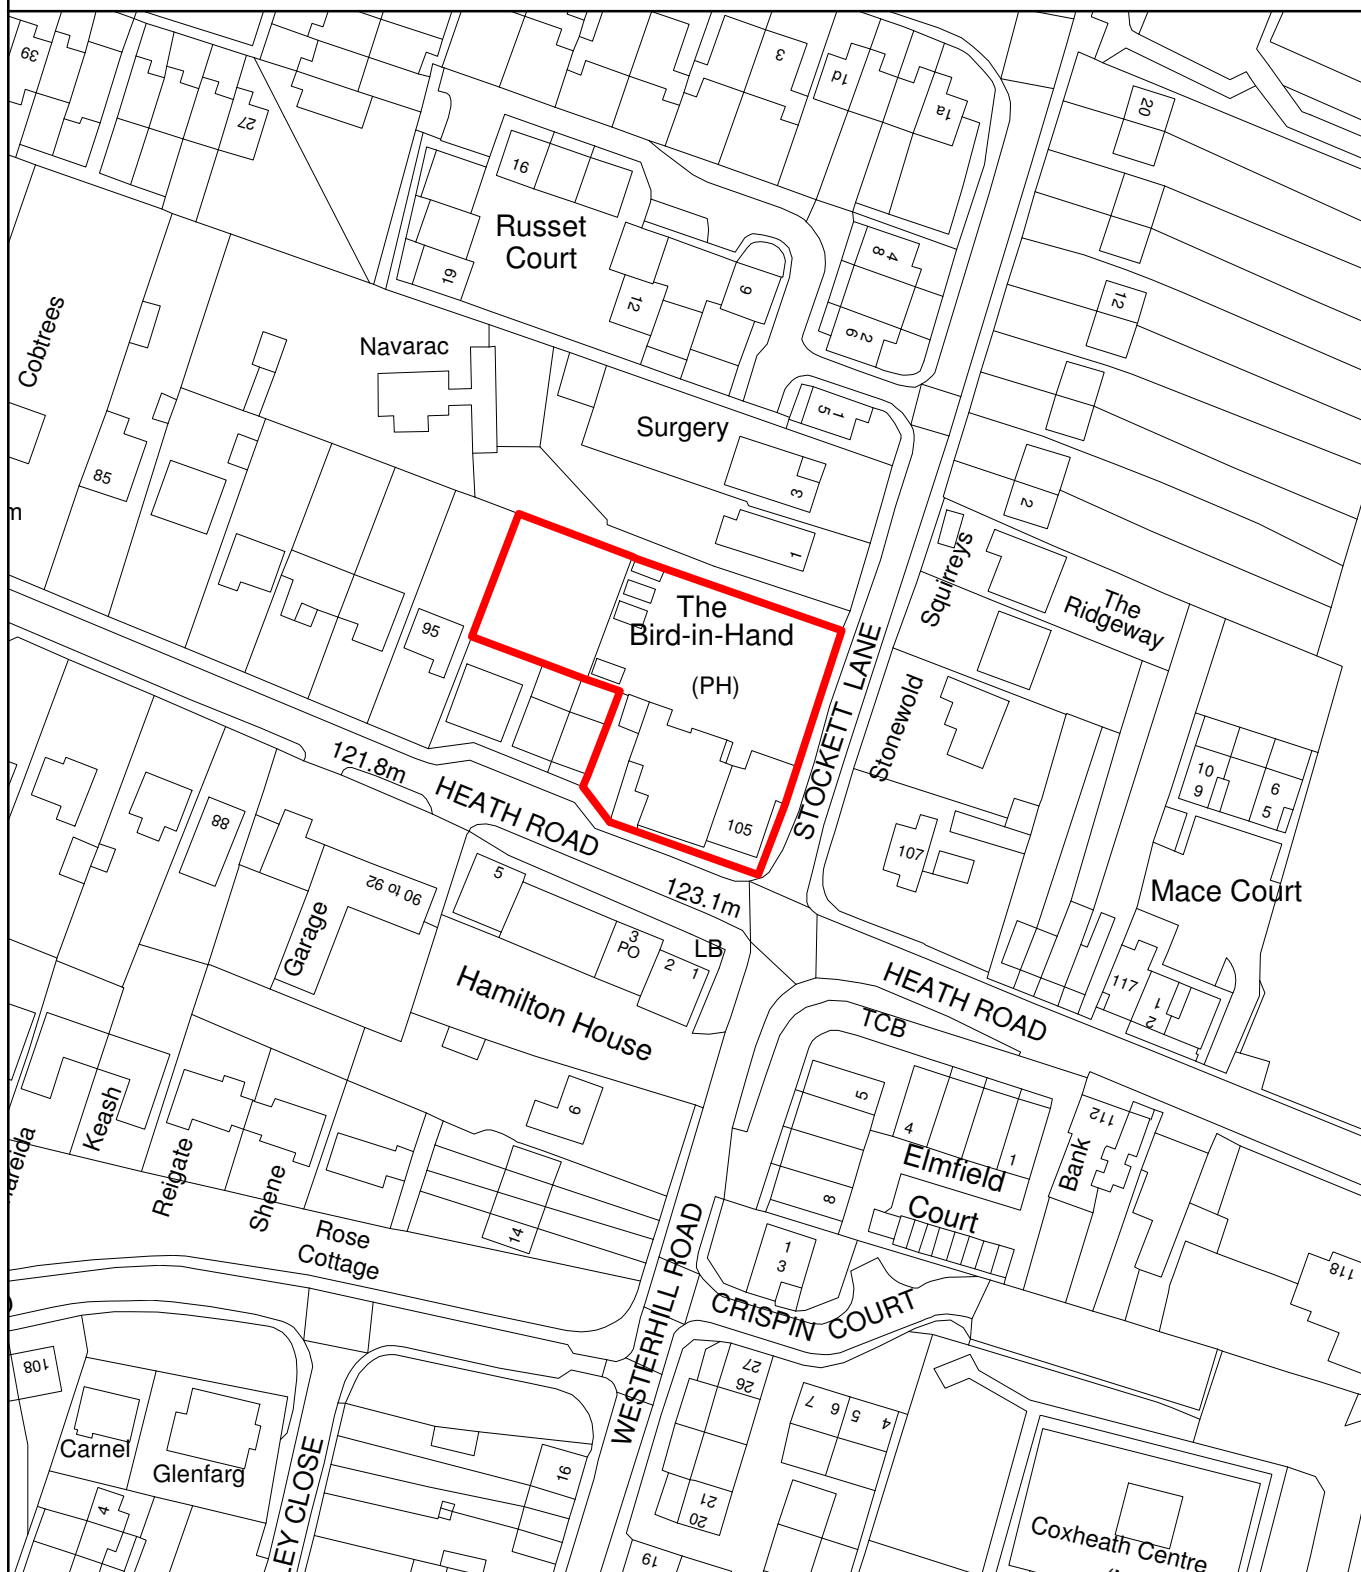 39
27
3
1d
1a
20
16
Russet
Court
19
12
9
4
8
2
6
12
Cobtrees
Navarac
Surgery
1
5
3
85
2
m
1
Squirreys
The
Ridgeway
The
Bird-in-Hand
(PH)
95
STOCKETT LANE
Stonewold
121.8m
HEATH ROAD
105
10
9
6
5
88
107
90 to 92
5
123.1m
Mace Court
Garage
3
PO
2
1
LB
Hamilton House
HEATH ROAD
117
1
2
TCB
Keash
6
5
4
1
112
Bank
Elmfield
Court
Reigate
Shene
8
14
Rose
Cottage
WESTERHILL ROAD
1
3
118
CRISPIN COURT
108
27
26
7
6
5
4
Carnel
Glenfarg
LEY CLOSE
16
4
21
20
19
Coxheath Centre